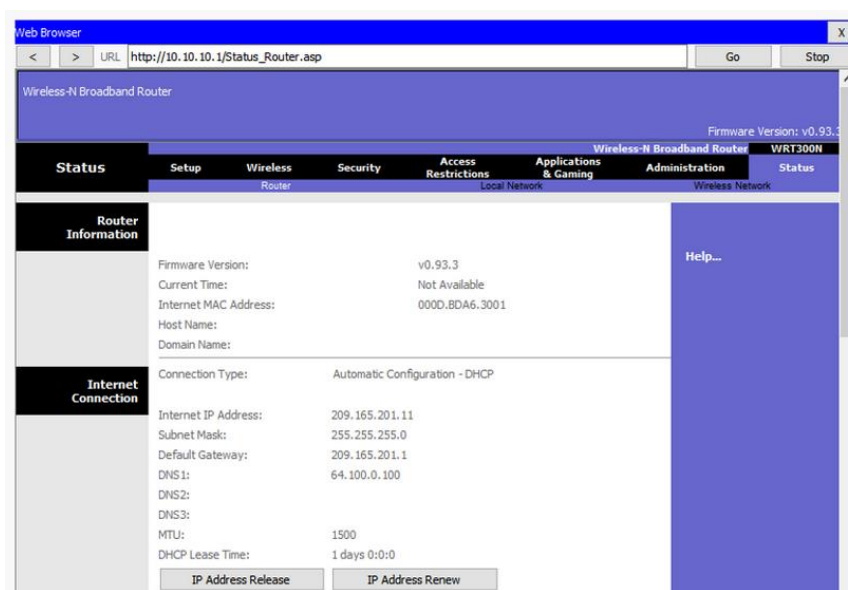 Web Browser X
< > URL http://10.10.10.1/Status_Router.asp Go Stop
Wireless-N Broadband Router
Firmware Version: v0.93.3
Wireless-N Broadband Router WRT300N
Status Setup Wireless Security Access Restrictions Applications & Gaming Administration Status
Router Local Network Wireless Network
Router Information
Help...
Firmware Version: v0.93.3
Current Time: Not Available
Internet MAC Address: 000D.BDA6.3001
Host Name:
Domain Name:
Internet Connection
Connection Type: Automatic Configuration - DHCP
Internet IP Address: 209.165.201.11
Subnet Mask: 255.255.255.0
Default Gateway: 209.165.201.1
DNS1: 64.100.0.100
DNS2:
DNS3:
MTU: 1500
DHCP Lease Time: 1 days 0:0:0
IP Address Release IP Address Renew